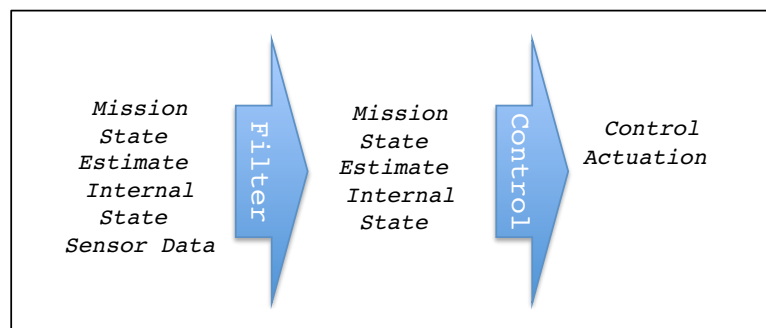 Mission
State
Estimate
Internal
State
Sensor Data
Filter
Mission
State
Estimate
Internal
State
Control
Control
Actuation